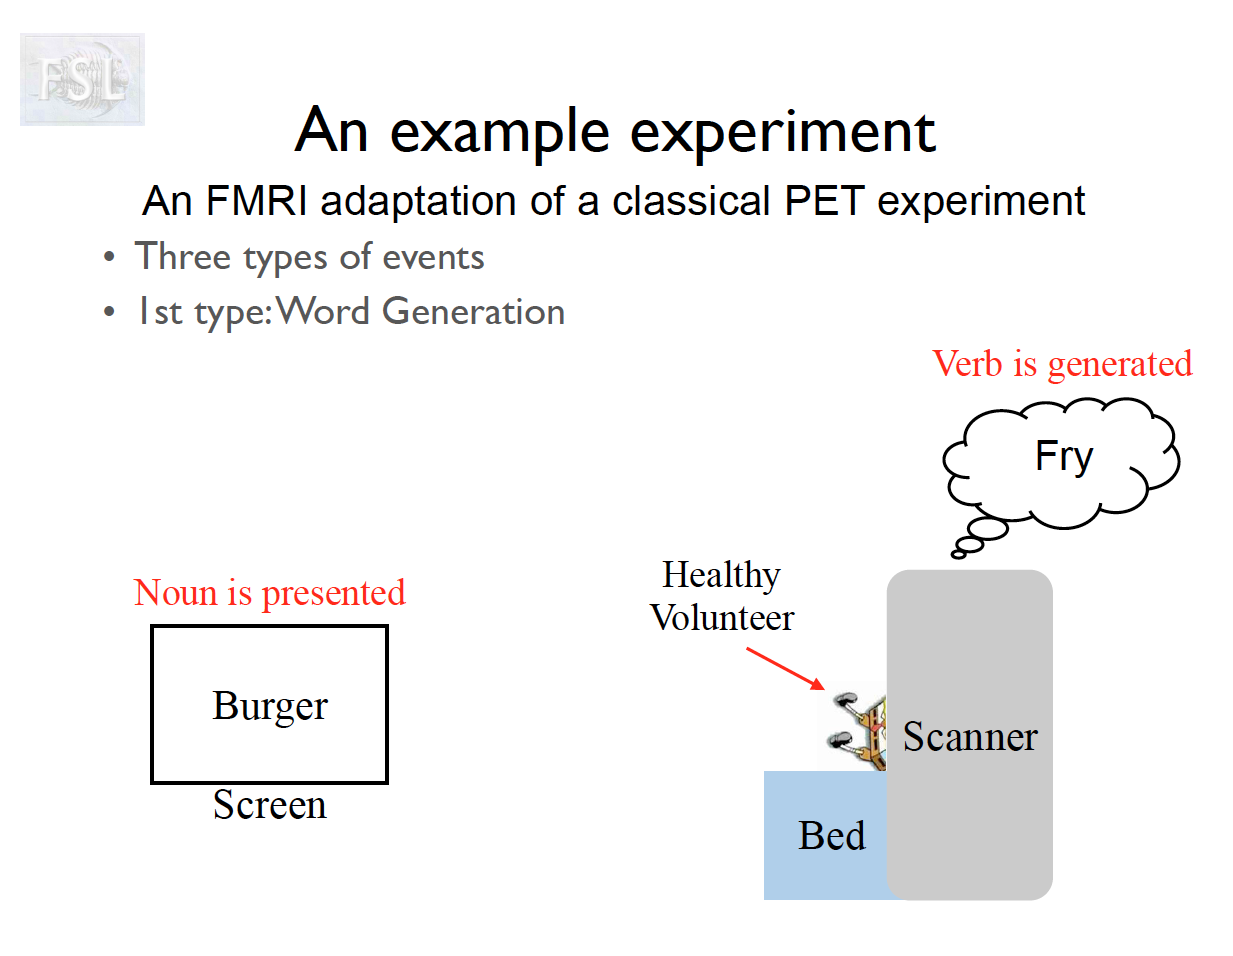 FSL
An example experiment
An FMRI adaptation of a classical PET experiment
• Three types of events
• 1st type: Word Generation
Verb is generated
Fry
Healthy
Volunteer
Noun is presented
Burger
Screen
Scanner
Bed